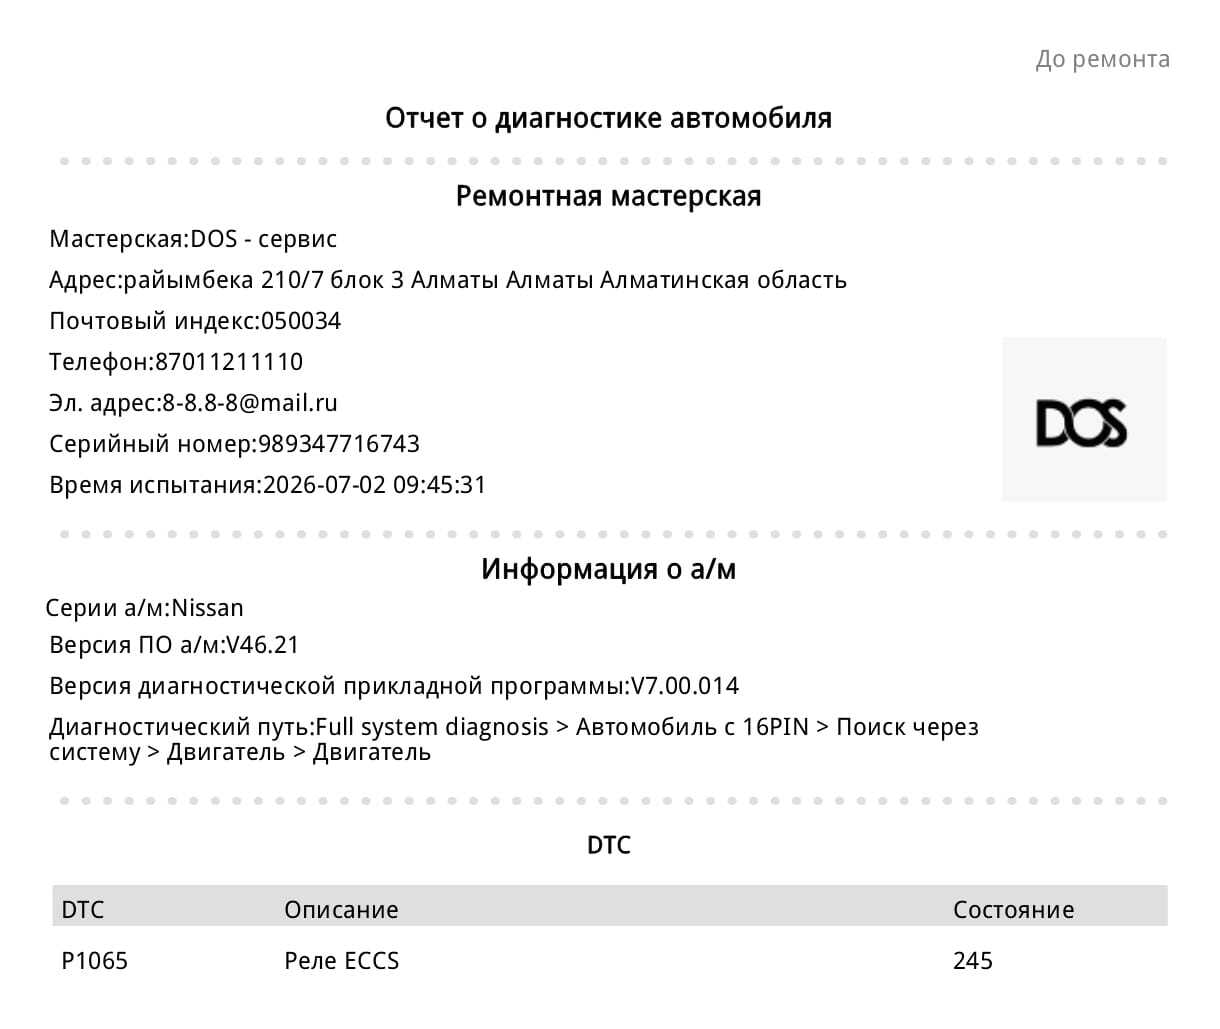 До ремонта
Отчет о диагностике автомобиля
Ремонтная мастерская
Мастерская:DOS - сервис
Адрес:райымбека 210/7 блок 3 Алматы Алматы Алматинская область
Почтовый индекс:050034
Телефон:87011211110
Эл. адрес:8-8.8-8@mail.ru
Серийный номер:989347716743
Время испытания:2026-07-02 09:45:31
DOS
Информация о а/м
Серии а/м:Nissan
Версия ПО а/м:V46.21
Версия диагностической прикладной программы:V7.00.014
Диагностический путь:Full system diagnosis > Автомобиль с 16PIN > Поиск через
систему > Двигатель > Двигатель
DTC
DTC Описание Состояние
P1065 Реле ECCS 245